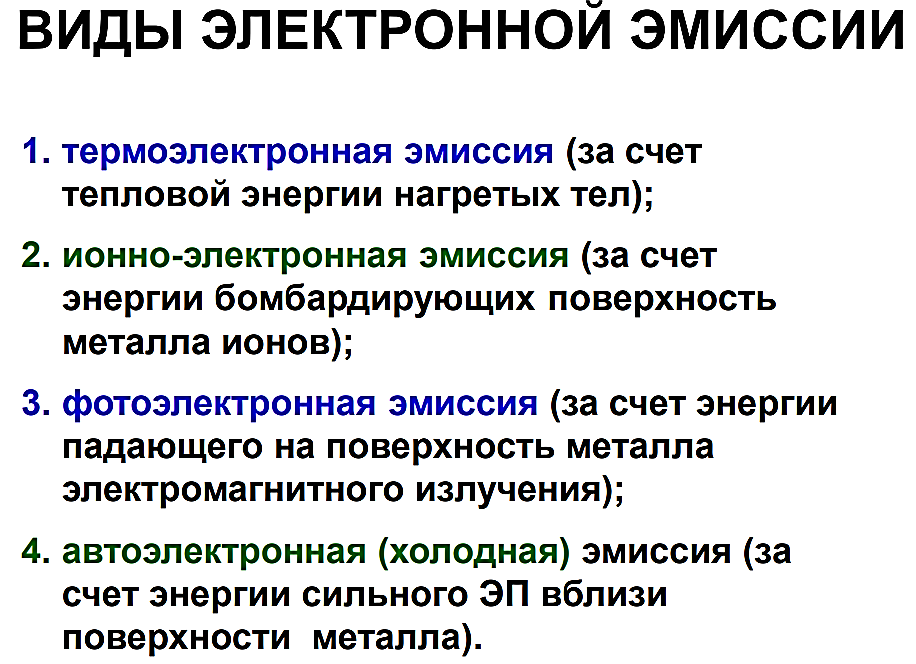 ВИДЫ ЭЛЕКТРОННОЙ ЭМИССИИ
1. термоэлектронная эмиссия (за счет
тепловой энергии нагретых тел);
2. ионно-электронная эмиссия (за счет
энергии бомбардирующих поверхность
металла ионов);
3. фотоэлектронная эмиссия (за счет энергии
падающего на поверхность металла
электромагнитного излучения);
4. автоэлектронная (холодная) эмиссия (за
счет энергии сильного ЭП вблизи
поверхности  металла).